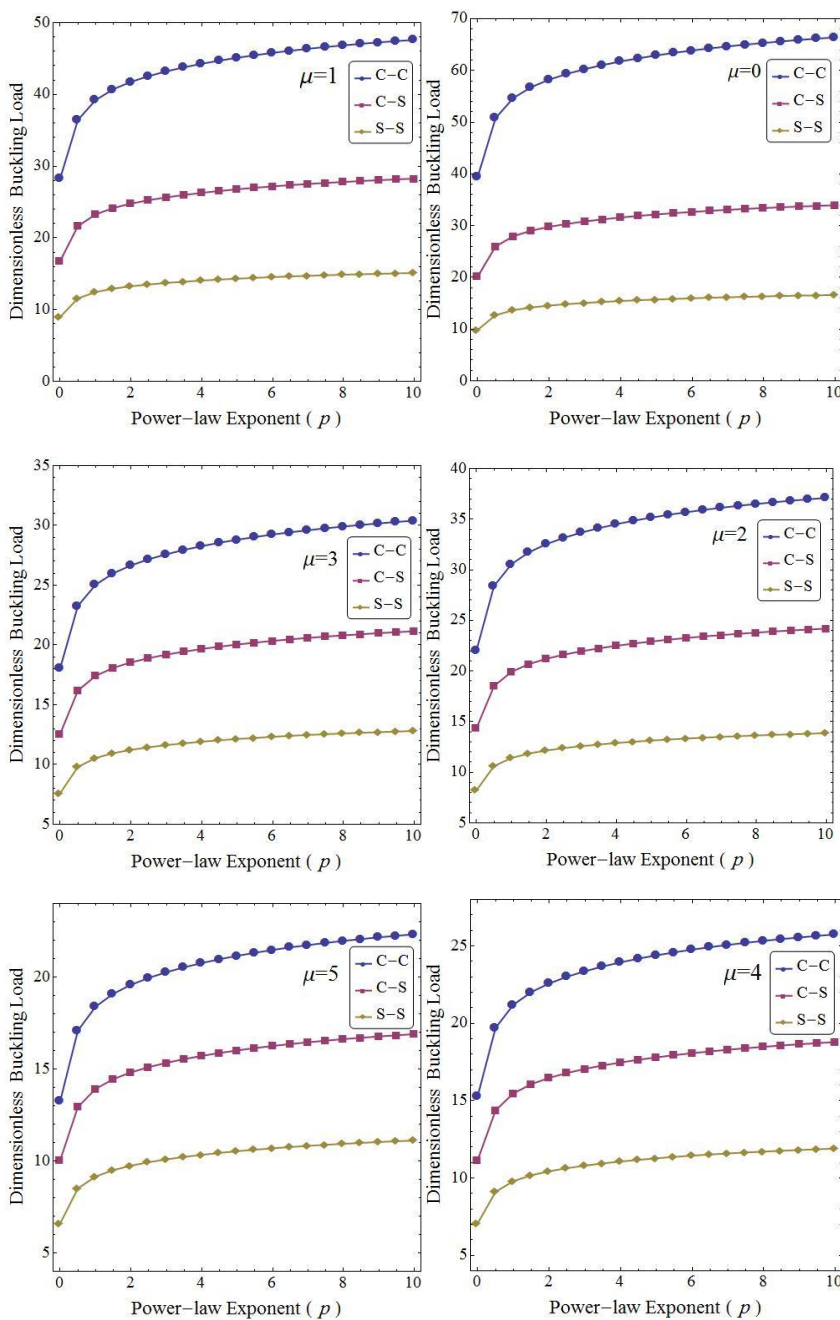 Dimensionless Buckling Load
50
40
30
20
10
0
μ=1
C−C
C−S
S−S
0 2 4 6 8 10
Power−law Exponent ( p )
Dimensionless Buckling Load
70
60
50
40
30
20
10
0
μ=0
C−C
C−S
S−S
0 2 4 6 8 10
Power−law Exponent ( p )
Dimensionless Buckling Load
35
30
25
20
15
10
5
μ=3
C−C
C−S
S−S
0 2 4 6 8 10
Power−law Exponent ( p )
Dimensionless Buckling Load
40
35
30
25
20
15
10
5
μ=2
C−C
C−S
S−S
0 2 4 6 8 10
Power−law Exponent ( p )
Dimensionless Buckling Load
20
15
10
5
μ=5
C−C
C−S
S−S
0 2 4 6 8 10
Power−law Exponent ( p )
Dimensionless Buckling Load
25
20
15
10
5
μ=4
C−C
C−S
S−S
0 2 4 6 8 10
Power−law Exponent ( p )